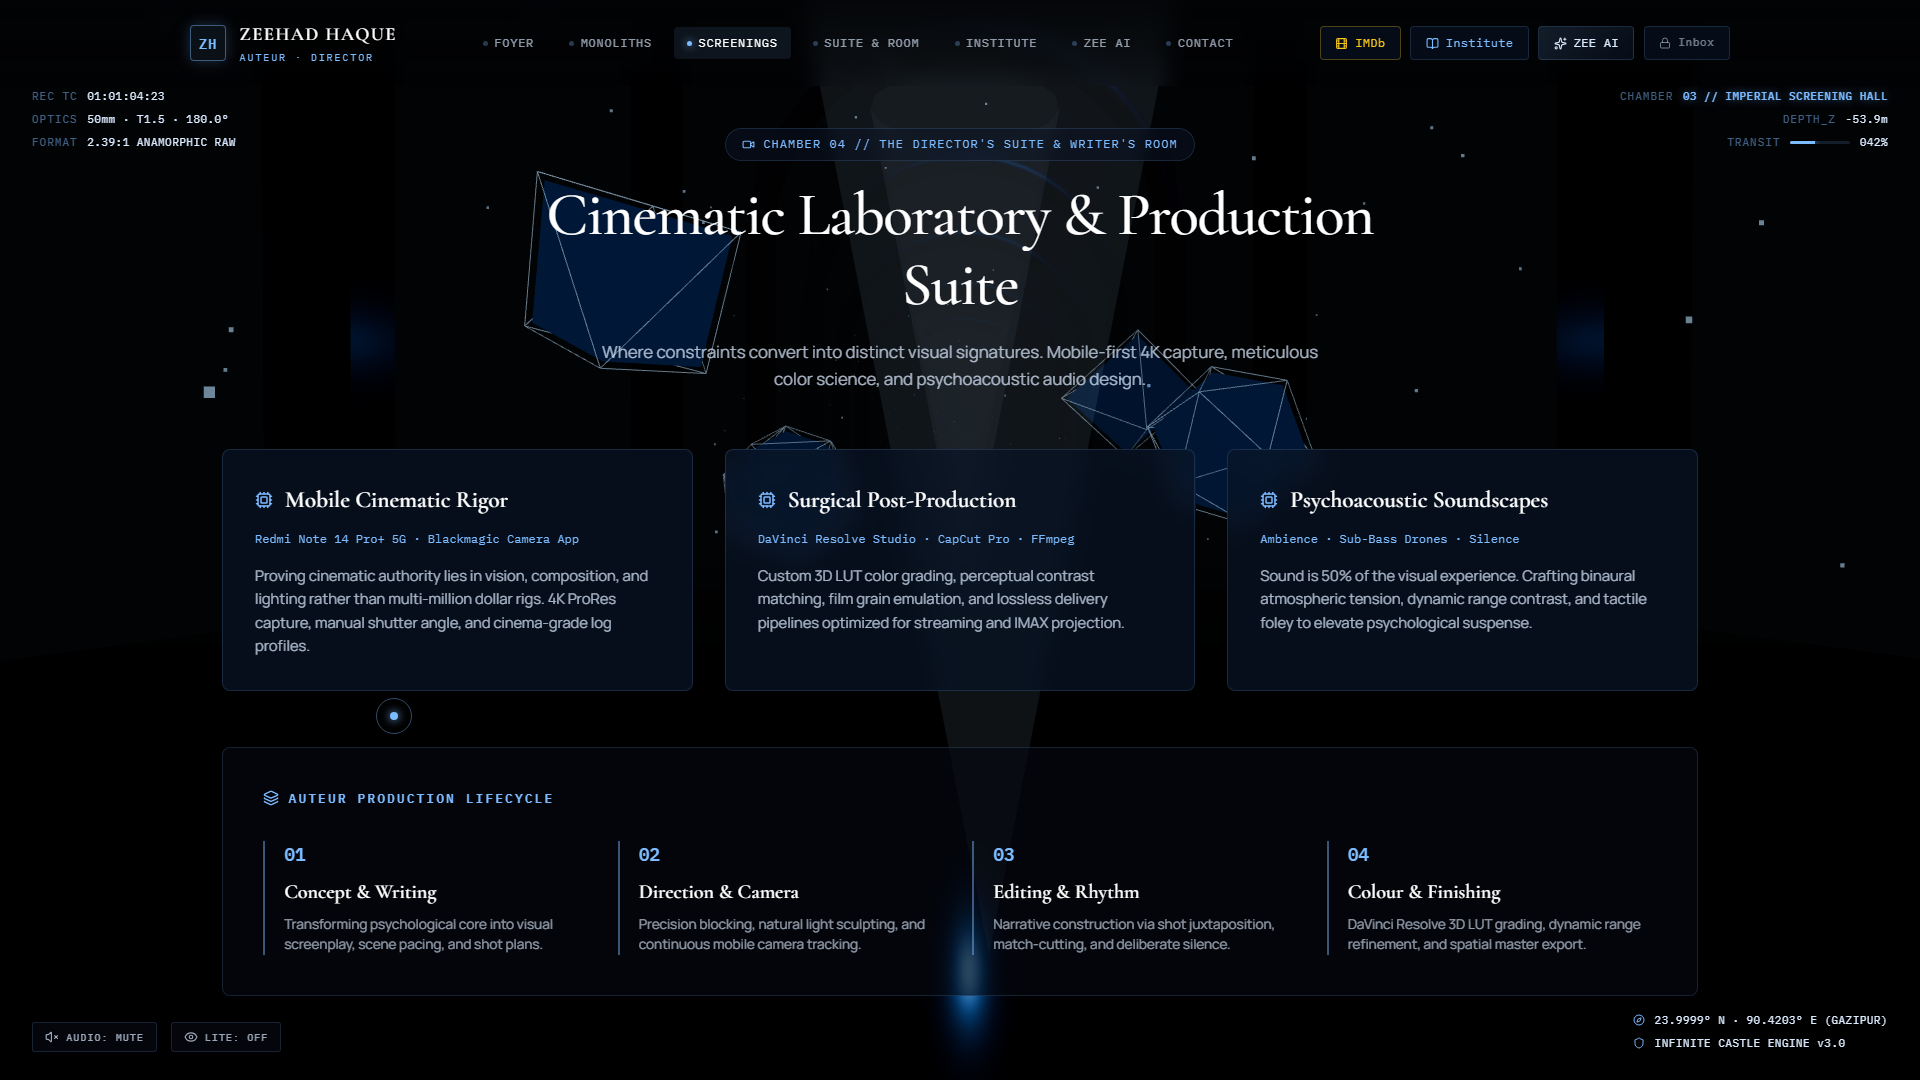 ZH
ZEEHAD HAQUE
AUTEUR · DIRECTOR
FOYER
MONOLITHS
SCREENINGS
SUITE & ROOM
INSTITUTE
ZEE AI
CONTACT
IMDb
Institute
ZEE AI
Inbox
REC TC 01:01:04:23
OPTICS 50mm · T1.5 · 180.0°
FORMAT 2.39:1 ANAMORPHIC RAW
CHAMBER 03 // IMPERIAL SCREENING HALL
DEPTH_Z -53.9m
TRANSIT 042%
CHAMBER 04 // THE DIRECTOR'S SUITE & WRITER'S ROOM
Cinematic Laboratory & Production
Suite
Where constraints convert into distinct visual signatures. Mobile-first 4K capture, meticulous
color science, and psychoacoustic audio design.
Mobile Cinematic Rigor
Redmi Note 14 Pro+ 5G · Blackmagic Camera App
Proving cinematic authority lies in vision, composition, and
lighting rather than multi-million dollar rigs. 4K ProRes
capture, manual shutter angle, and cinema-grade log
profiles.
Surgical Post-Production
DaVinci Resolve Studio · CapCut Pro · FFmpeg
Custom 3D LUT color grading, perceptual contrast
matching, film grain emulation, and lossless delivery
pipelines optimized for streaming and IMAX projection.
Psychoacoustic Soundscapes
Ambience · Sub-Bass Drones · Silence
Sound is 50% of the visual experience. Crafting binaural
atmospheric tension, dynamic range contrast, and tactile
foley to elevate psychological suspense.
AUTEUR PRODUCTION LIFECYCLE
01
Concept & Writing
Transforming psychological core into visual
screenplay, scene pacing, and shot plans.
02
Direction & Camera
Precision blocking, natural light sculpting, and
continuous mobile camera tracking.
03
Editing & Rhythm
Narrative construction via shot juxtaposition,
match-cutting, and deliberate silence.
04
Colour & Finishing
DaVinci Resolve 3D LUT grading, dynamic range
refinement, and spatial master export.
AUDIO: MUTE
LITE: OFF
23.9999° N · 90.4203° E (GAZIPUR)
INFINITE CASTLE ENGINE v3.0